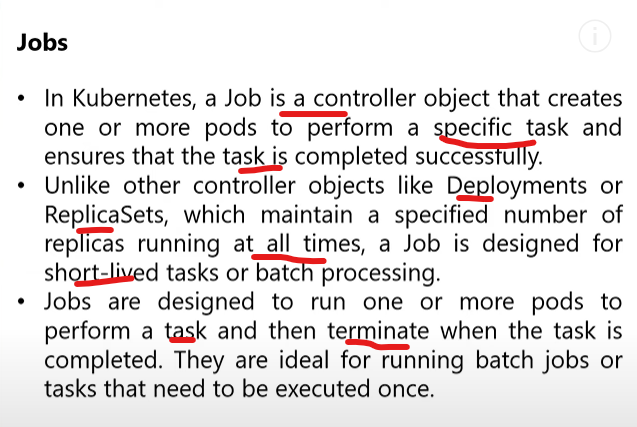 Jobs
• In Kubernetes, a Job is a controller object that creates
one or more pods to perform a specific task and
ensures that the task is completed successfully.
• Unlike other controller objects like Deployments or
ReplicaSets, which maintain a specified number of
replicas running at all times, a Job is designed for
short-lived tasks or batch processing.
• Jobs are designed to run one or more pods to
perform a task and then terminate when the task is
completed. They are ideal for running batch jobs or
tasks that need to be executed once.